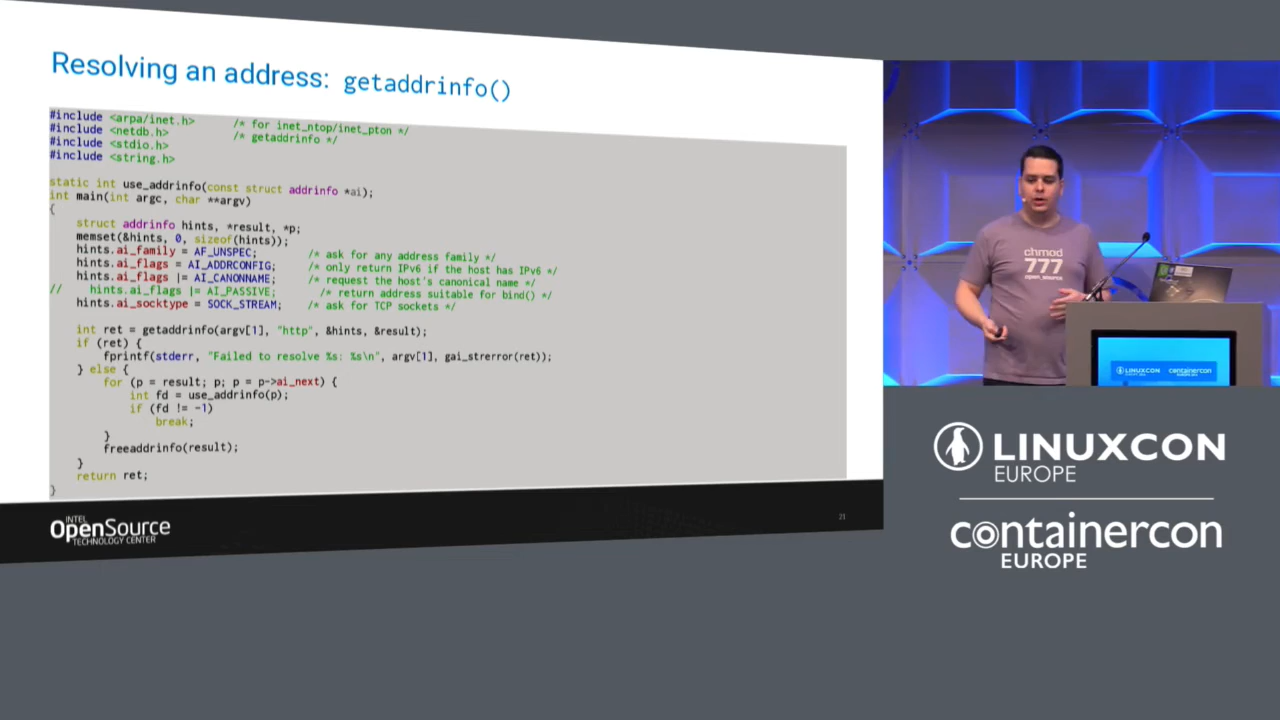 Resolving an address: getaddrinfo()
#include <arpa/inet.h>      /* for inet_ntop/inet_pton */
#include <netdb.h>          /* getaddrinfo */
#include <stdio.h>
#include <string.h>
static int use_addrinfo(const struct addrinfo *ai);
int main(int argc, char **argv)
{
    struct addrinfo hints, *result, *p;
    memset(&hints, 0, sizeof(hints));
    hints.ai_family = AF_UNSPEC;        /* ask for any address family */
    hints.ai_flags = AI_ADDRCONFIG;     /* only return IPv6 if the host has IPv6 */
    hints.ai_flags |= AI_CANONNAME;     /* request the host's canonical name */
//    hints.ai_flags |= AI_PASSIVE;       /* return address suitable for bind() */
    hints.ai_socktype = SOCK_STREAM;    /* ask for TCP sockets */
    int ret = getaddrinfo(argv[1], "http", &hints, &result);
    if (ret) {
        fprintf(stderr, "Failed to resolve %s: %s\n", argv[1], gai_strerror(ret));
    } else {
        for (p = result; p; p = p->ai_next) {
            int fd = use_addrinfo(p);
            if (fd != -1)
                break;
        }
        freeaddrinfo(result);
    }
    return ret;
}
INTEL
OpenSource
TECHNOLOGY CENTER
21
chmod
777
open_source
LINUXCON
EUROPE
containercon
LINUXCON
EUROPE
containercon
EUROPE